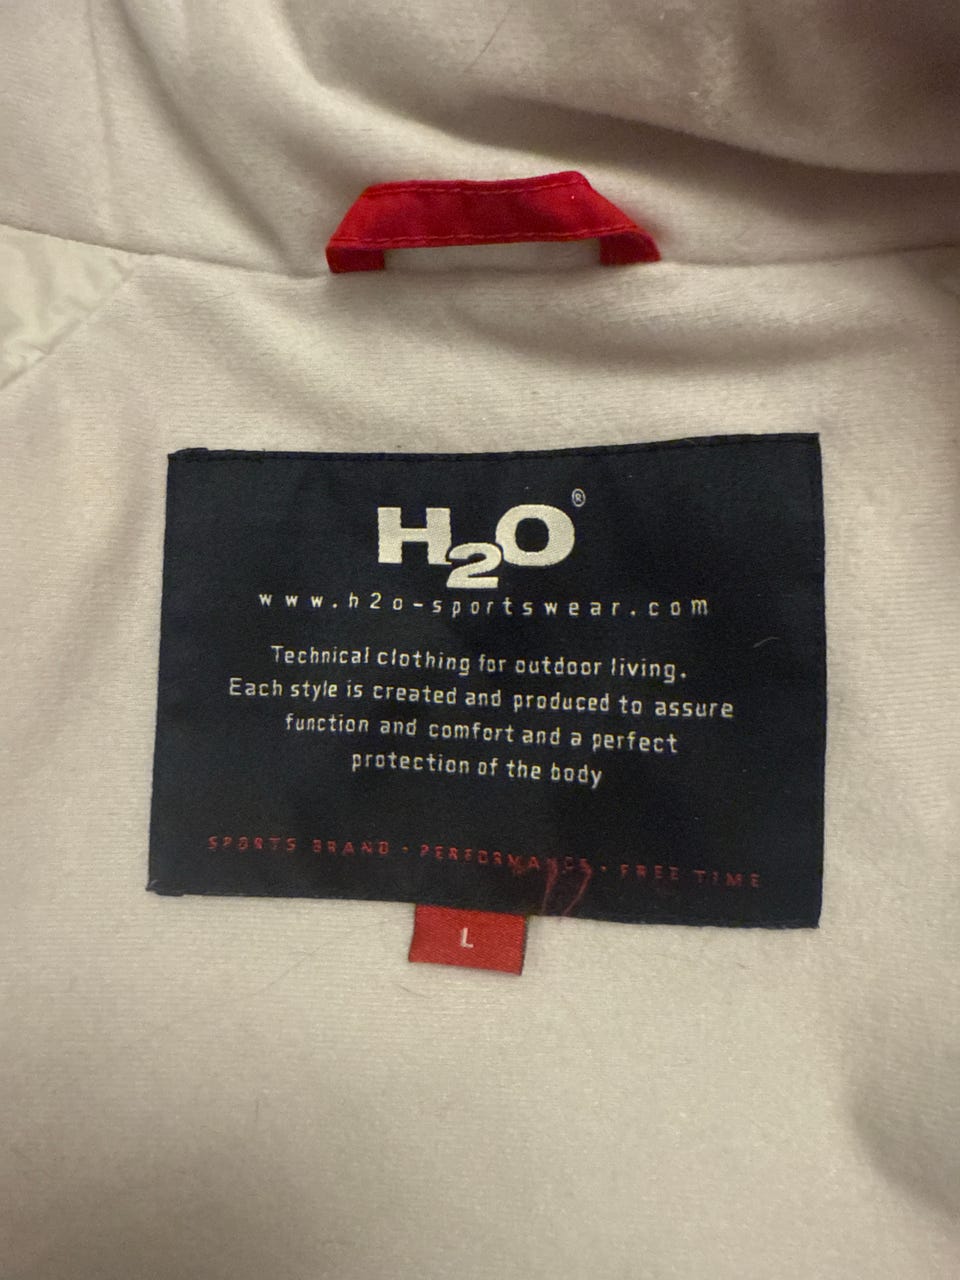 H2O®
www.h2o-sportswear.com
Technical clothing for outdoor living.
Each style is created and produced to assure
function and comfort and a perfect
protection of the body
SPORTS BRAND · PERFORMANCE · FREE TIME
L